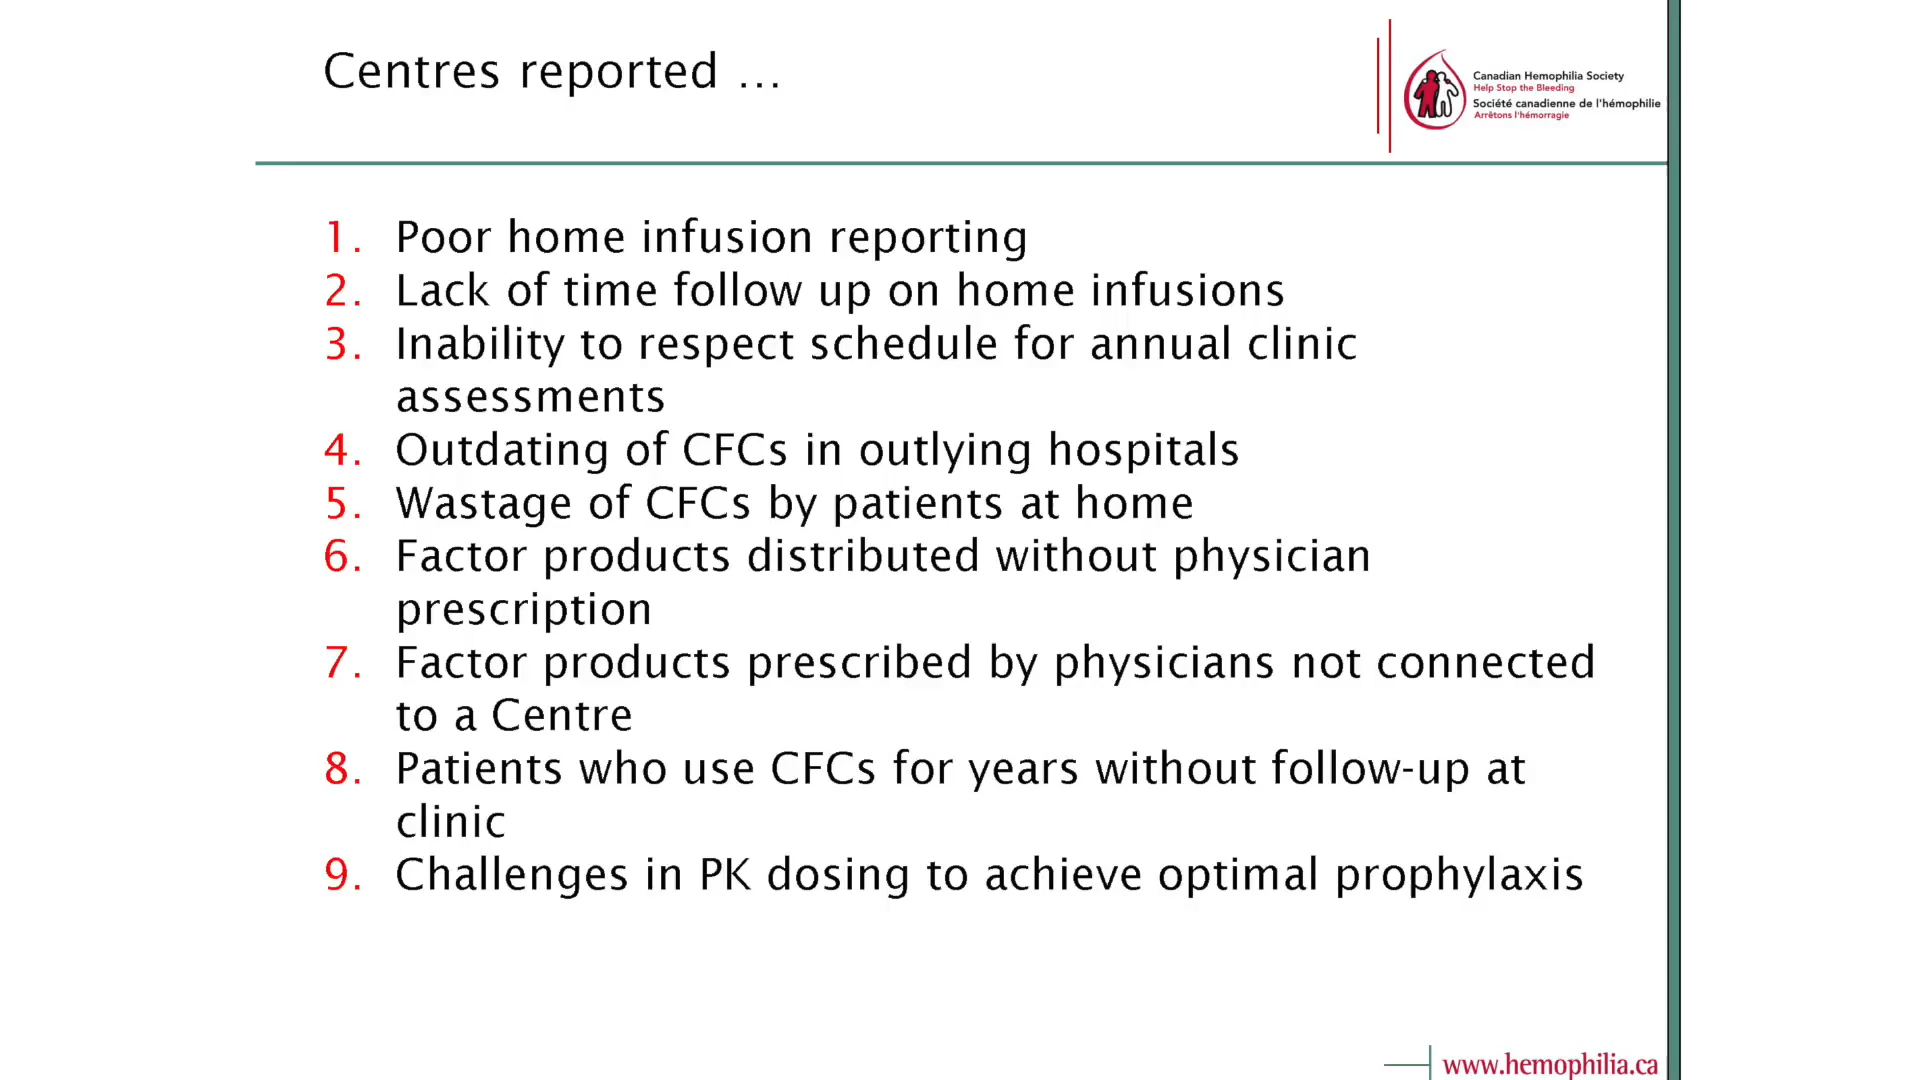 Centres reported ...
Canadian Hemophilia Society
Help Stop the Bleeding
Société canadienne de l'hémophilie
Arrêtons l'hémorragie
1. Poor home infusion reporting
2. Lack of time follow up on home infusions
3. Inability to respect schedule for annual clinic
assessments
4. Outdating of CFCs in outlying hospitals
5. Wastage of CFCs by patients at home
6. Factor products distributed without physician
prescription
7. Factor products prescribed by physicians not connected
to a Centre
8. Patients who use CFCs for years without follow-up at
clinic
9. Challenges in PK dosing to achieve optimal prophylaxis
www.hemophilia.ca